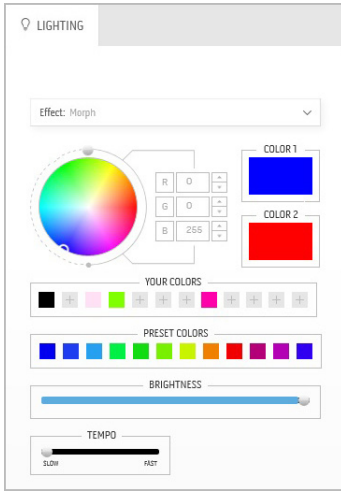 LIGHTING
Effect: Morph
COLOR 1
R 0
G 0
B 255
COLOR 2
YOUR COLORS
PRESET COLORS
BRIGHTNESS
TEMPO
SLOW FAST